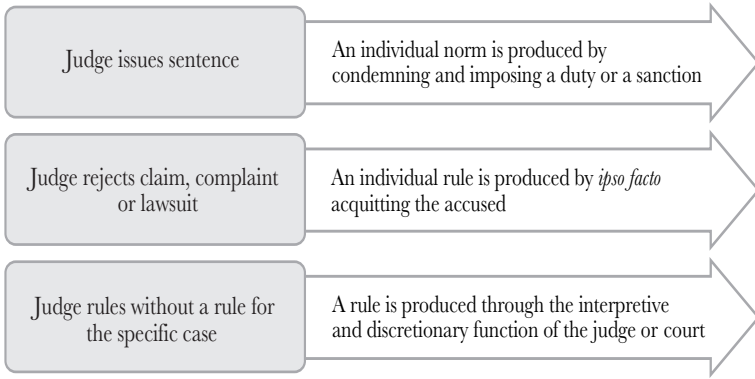 Judge issues sentence
An individual norm is produced by
condemning and imposing a duty or a sanction
Judge rejects claim, complaint
or lawsuit
An individual rule is produced by ipso facto
acquitting the accused
Judge rules without a rule for
the specific case
A rule is produced through the interpretive
and discretionary function of the judge or court